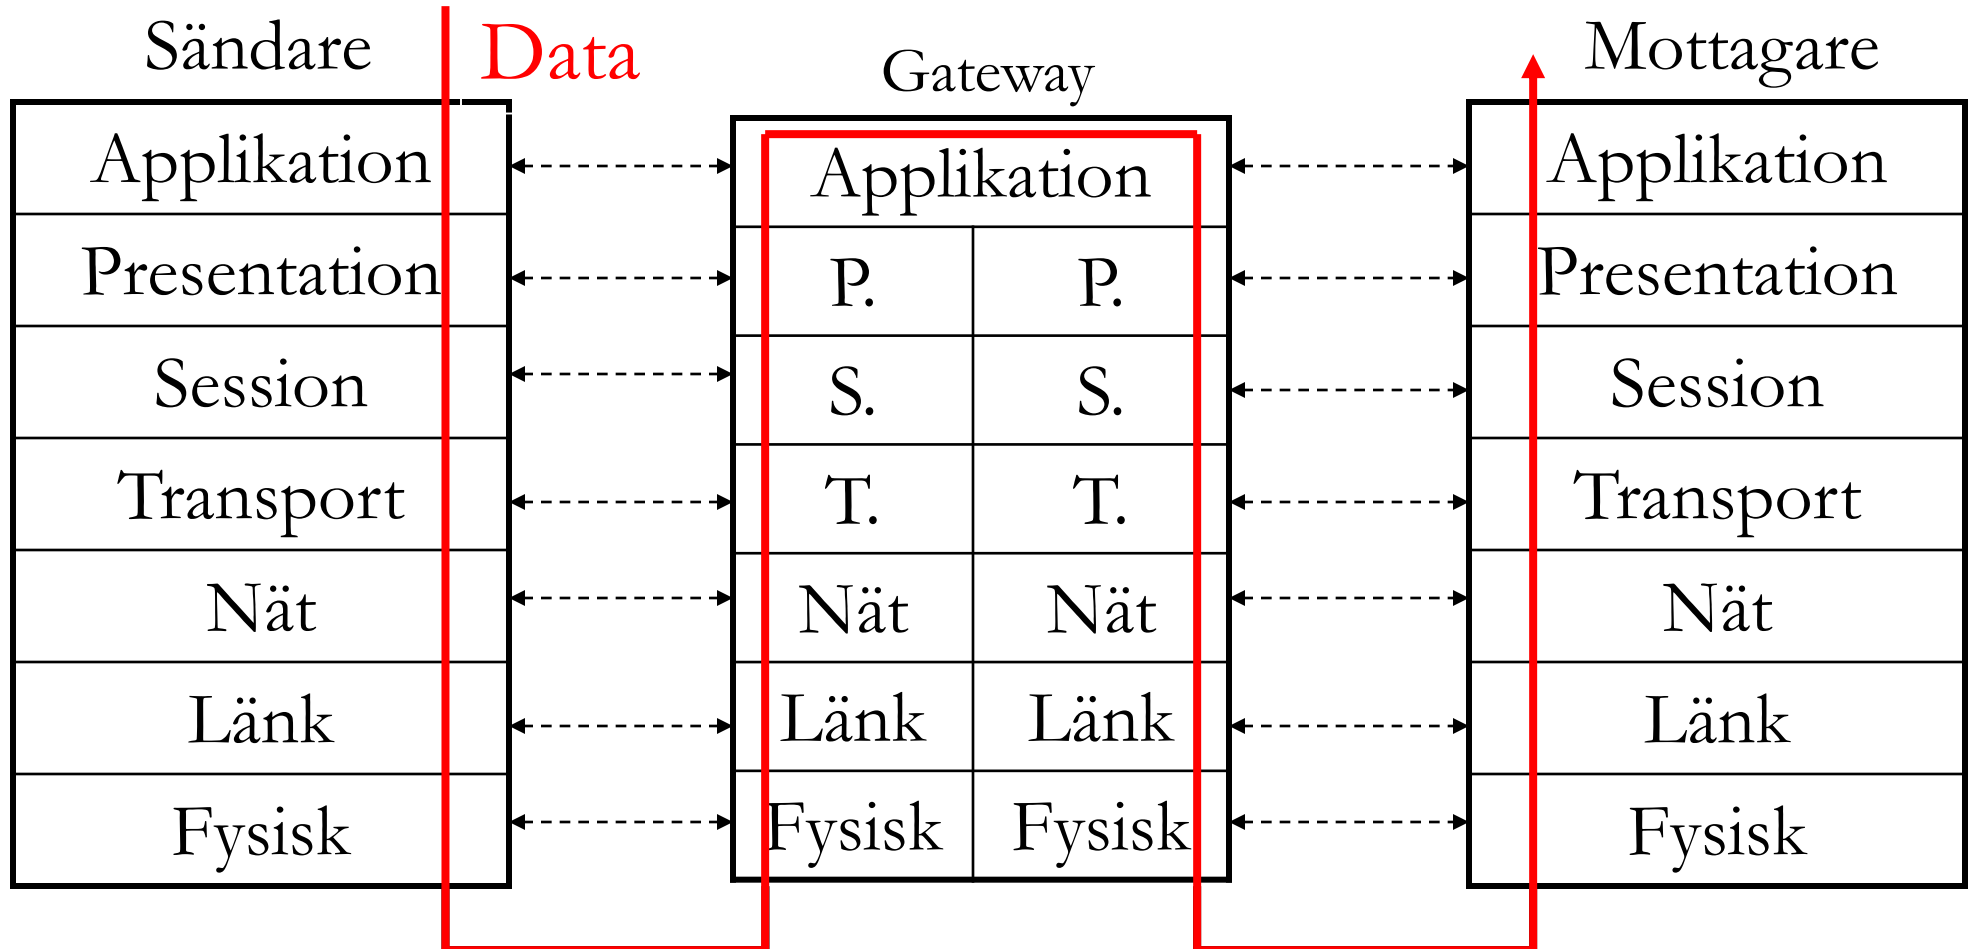 Sändare
Data
Gateway
Mottagare
Applikation
Presentation
Session
Transport
Nät
Länk
Fysisk
Applikation
P. P.
S. S.
T. T.
Nät Nät
Länk Länk
Fysisk Fysisk
Applikation
Presentation
Session
Transport
Nät
Länk
Fysisk